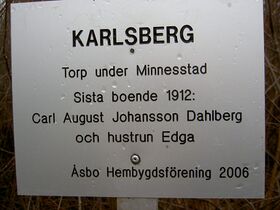 KARLSBERG
Torp under Minnesstad
Sista boende 1912:
Carl August Johansson Dahlberg
och hustrun Edga
Åsbo Hembygdsförening 2006